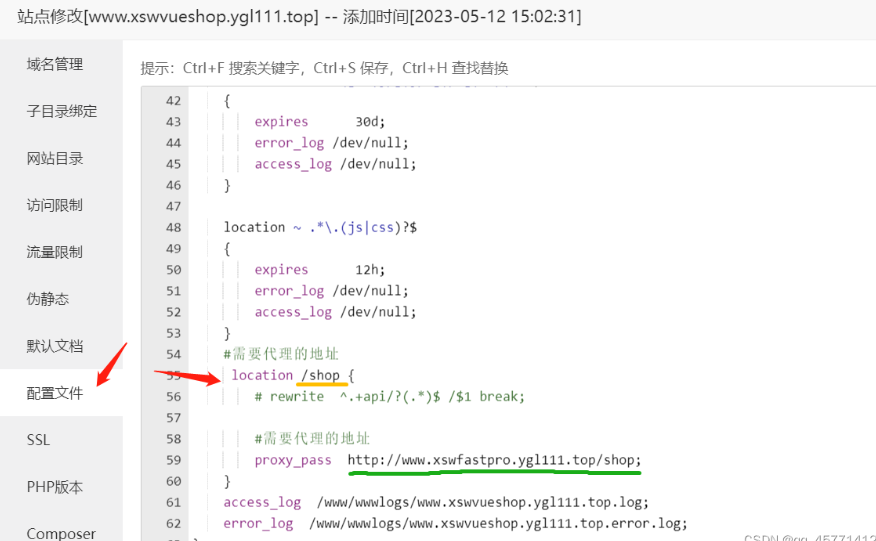 站点修改[www.xswvueshop.ygl111.top] -- 添加时间[2023-05-12 15:02:31]
域名管理
子目录绑定
网站目录
访问限制
流量限制
伪静态
默认文档
配置文件
SSL
PHP版本
Composer
提示：Ctrl+F 搜索关键字，Ctrl+S 保存，Ctrl+H 查找替换
42 {
43 expires 30d;
44 error_log /dev/null;
45 access_log /dev/null;
46 }
47
48 location ~ .*\.(js|css)?$
49 {
50 expires 12h;
51 error_log /dev/null;
52 access_log /dev/null;
53 }
54 #需要代理的地址
55 location /shop {
56 # rewrite ^.+api/?(.*)$ /$1 break;
57
58 #需要代理的地址
59 proxy_pass http://www.xswfastpro.ygl111.top/shop;
60 }
61 access_log /www/wwwlogs/www.xswvueshop.ygl111.top.log;
62 error_log /www/wwwlogs/www.xswvueshop.ygl111.top.error.log;